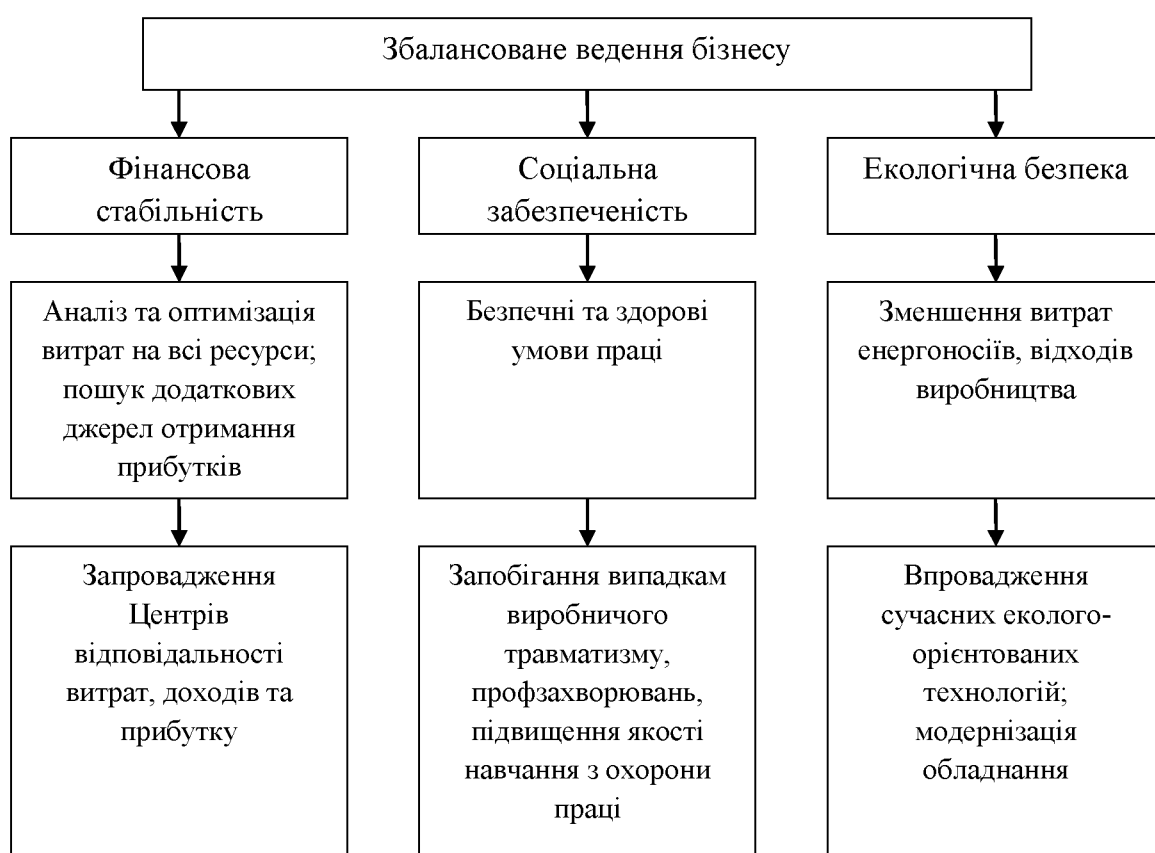 Збалансоване ведення бізнесу
Фінансова
стабільність
Соціальна
забезпеченість
Екологічна безпека
Аналіз та оптимізація
витрат на всі ресурси;
пошук додаткових
джерел отримання
прибутків
Безпечні та здорові
умови праці
Зменшення витрат
енергоносіїв, відходів
виробництва
Запровадження
Центрів
відповідальності
витрат, доходів та
прибутку
Запобігання випадкам
виробничого
травматизму,
профзахворювань,
підвищення якості
навчання з охорони
праці
Впровадження
сучасних еколого-
орієнтованих
технологій;
модернізація
обладнання